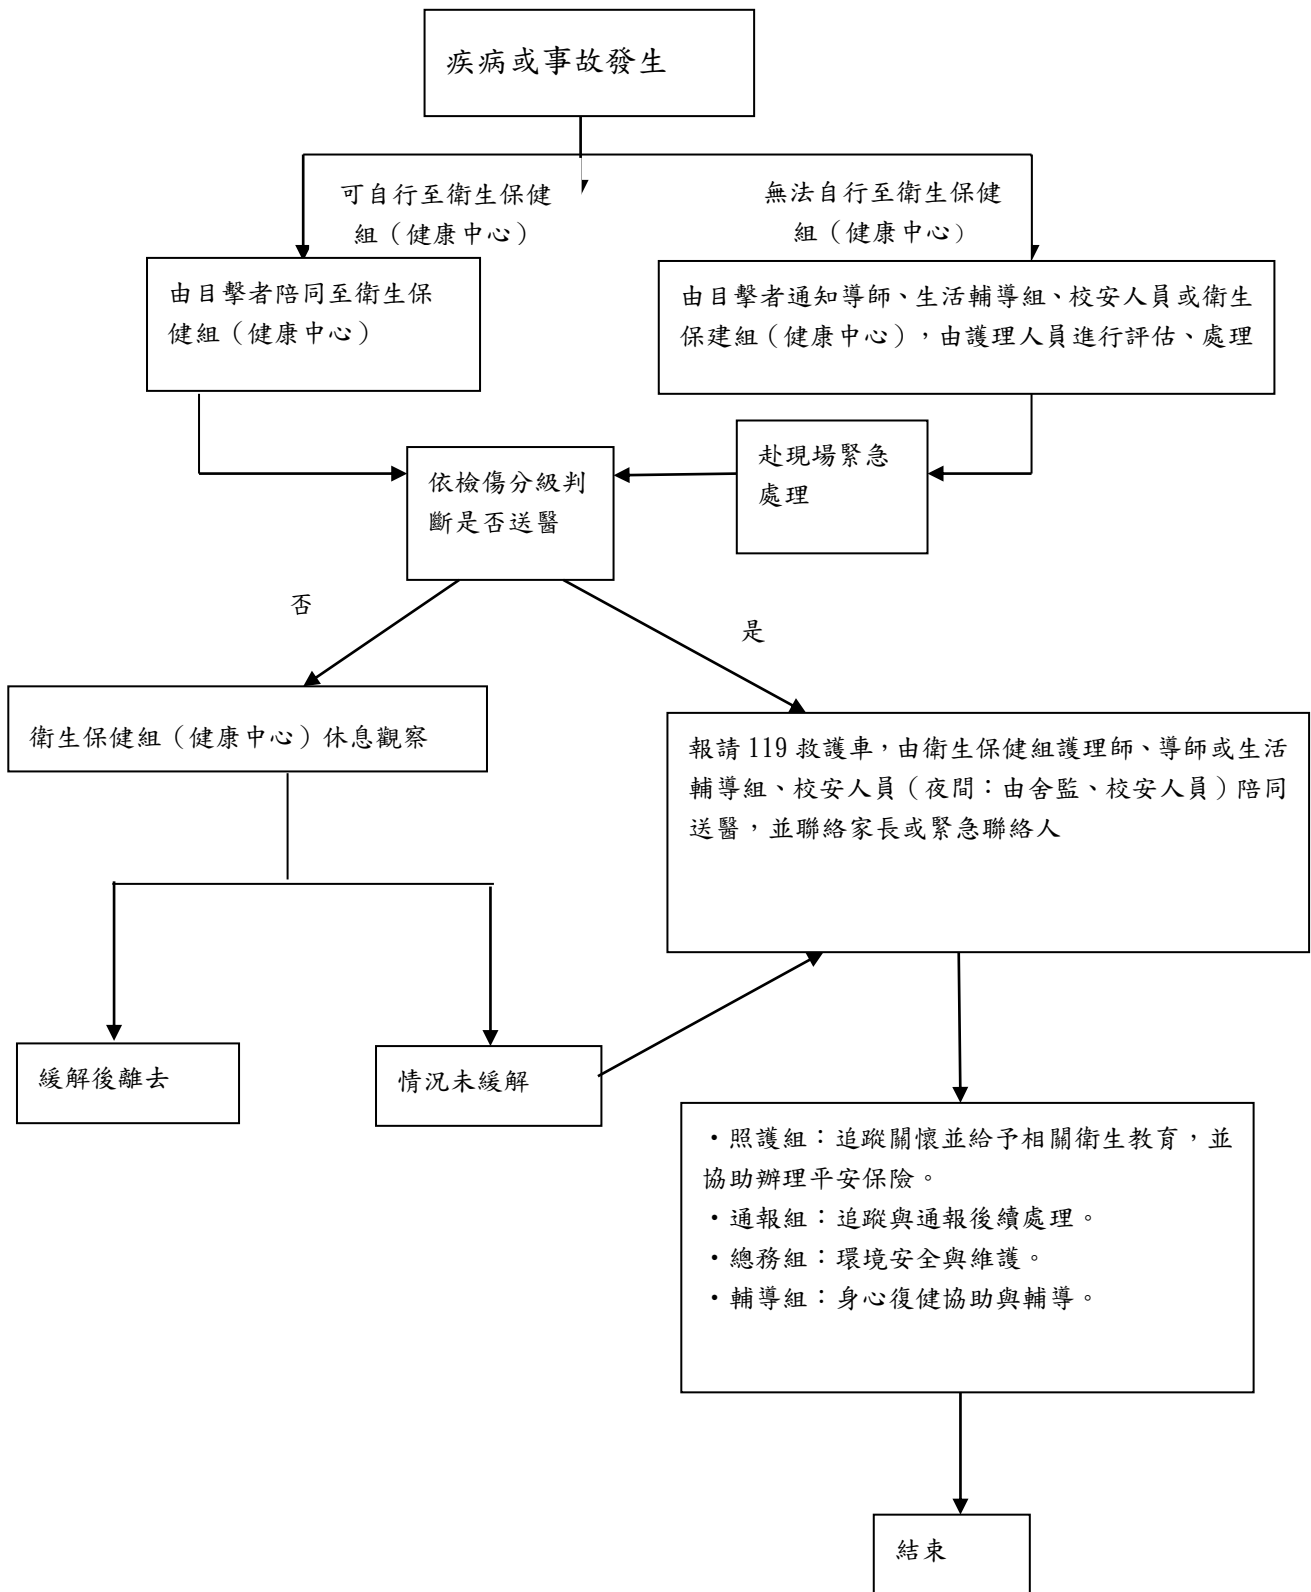 疾病或事故發生
可自行至衛生保健
組（健康中心）
無法自行至衛生保健
組（健康中心）
由目擊者陪同至衛生保
健組（健康中心）
由目擊者通知導師、生活輔導組、校安人員或衛生
保建組（健康中心），由護理人員進行評估、處理
赴現場緊急
處理
依檢傷分級判
斷是否送醫
否
是
衛生保健組（健康中心）休息觀察
報請 119 救護車，由衛生保健組護理師、導師或生活
輔導組、校安人員（夜間：由舍監、校安人員）陪同
送醫，並聯絡家長或緊急聯絡人
緩解後離去
情況未緩解
・照護組：追蹤關懷並給予相關衛生教育，並
協助辦理平安保險。
・通報組：追蹤與通報後續處理。
・總務組：環境安全與維護。
・輔導組：身心復健協助與輔導。
結束